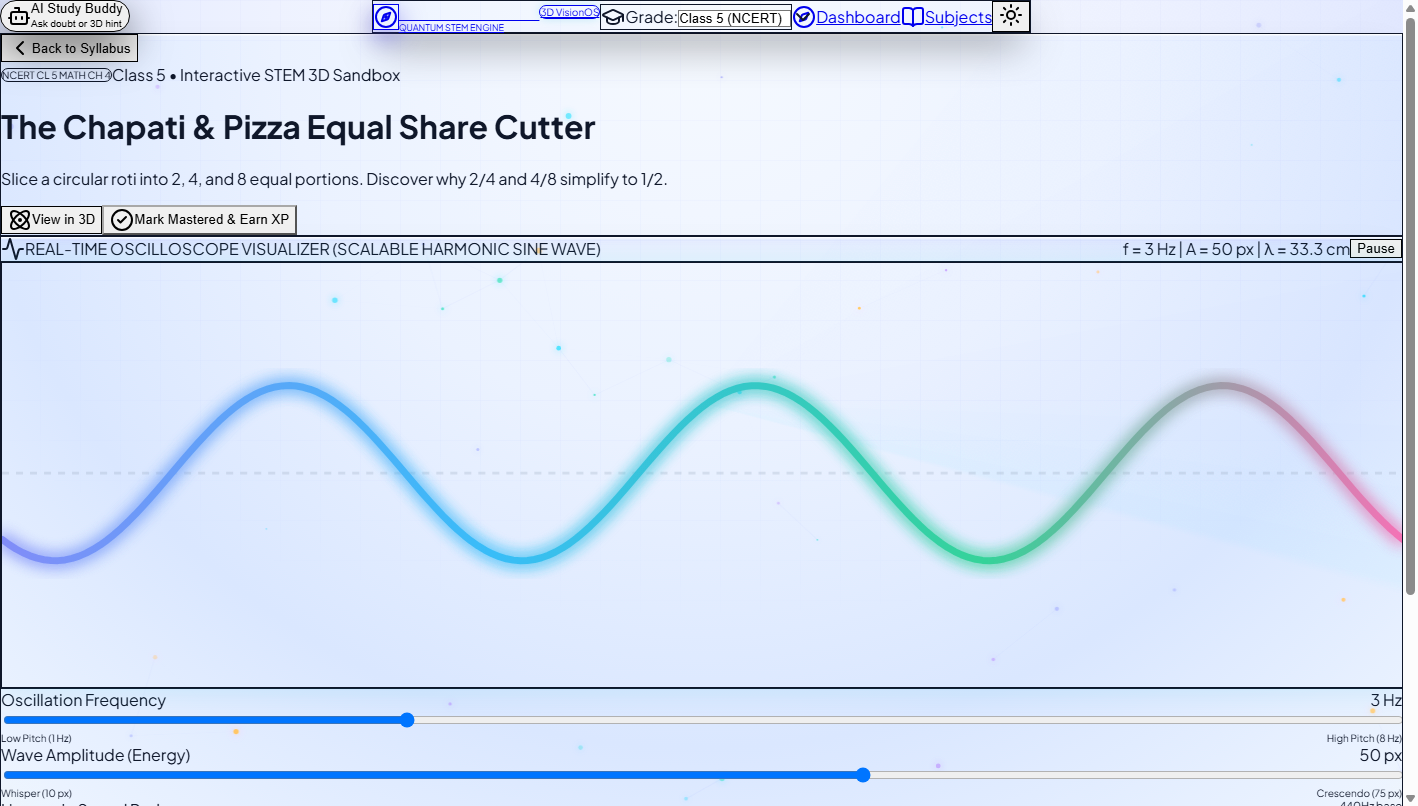 AI Study Buddy
Ask doubt or 3D hint
3D VisionOS
QUANTUM STEM ENGINE
Grade: Class 5 (NCERT)
Dashboard
Subjects
Back to Syllabus
NCERT CL 5 MATH CH 4 Class 5 • Interactive STEM 3D Sandbox
The Chapati & Pizza Equal Share Cutter
Slice a circular roti into 2, 4, and 8 equal portions. Discover why 2/4 and 4/8 simplify to 1/2.
View in 3D
Mark Mastered & Earn XP
REAL-TIME OSCILLOSCOPE VISUALIZER (SCALABLE HARMONIC SINE WAVE)
f = 3 Hz | A = 50 px | λ = 33.3 cm
Pause
Oscillation Frequency
3 Hz
Low Pitch (1 Hz)
High Pitch (8 Hz)
Wave Amplitude (Energy)
50 px
Whisper (10 px)
Crescendo (75 px)
440Hz base